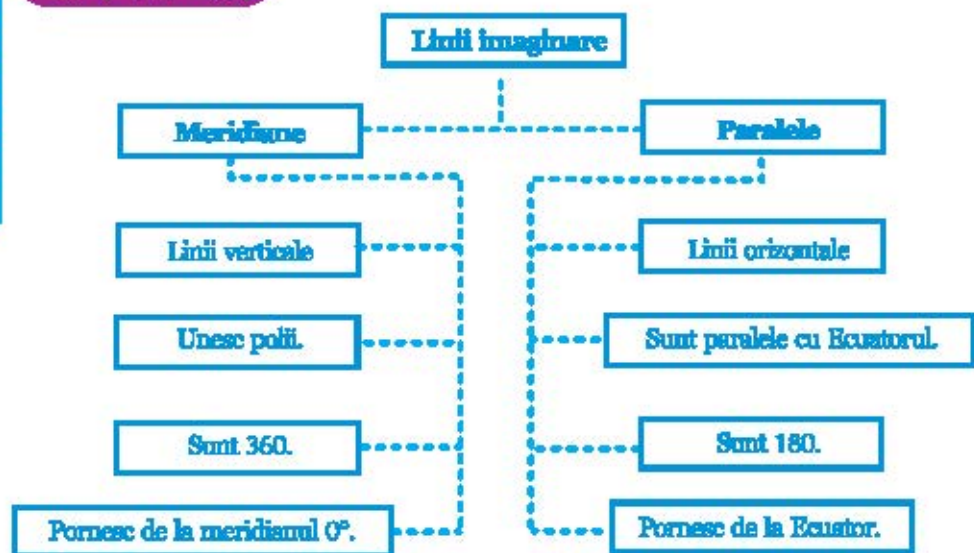 Linii imaginare
Meridiane
Paralele
Linii verticale
Linii orizontale
Unesc polii.
Sunt paralele cu Ecuatorul.
Sunt 360.
Sunt 180.
Pornesc de la meridianul 0°.
Pornesc de la Ecuator.